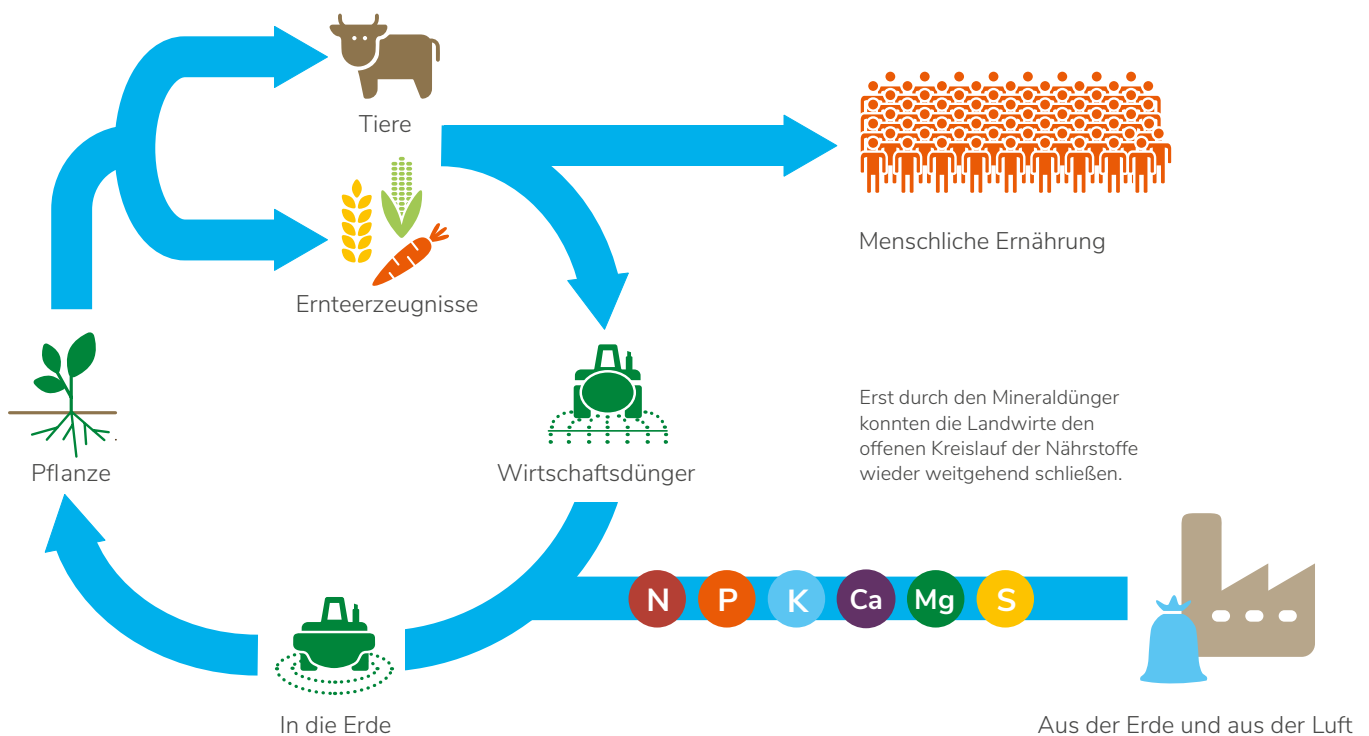 Tiere
Ernteerzeugnisse
Menschliche Ernährung
Pflanze
Wirtschaftsdünger
Erst durch den Mineraldünger
konnten die Landwirte den
offenen Kreislauf der Nährstoffe
wieder weitgehend schließen.
N P K Ca Mg S
In die Erde
Aus der Erde und aus der Luft